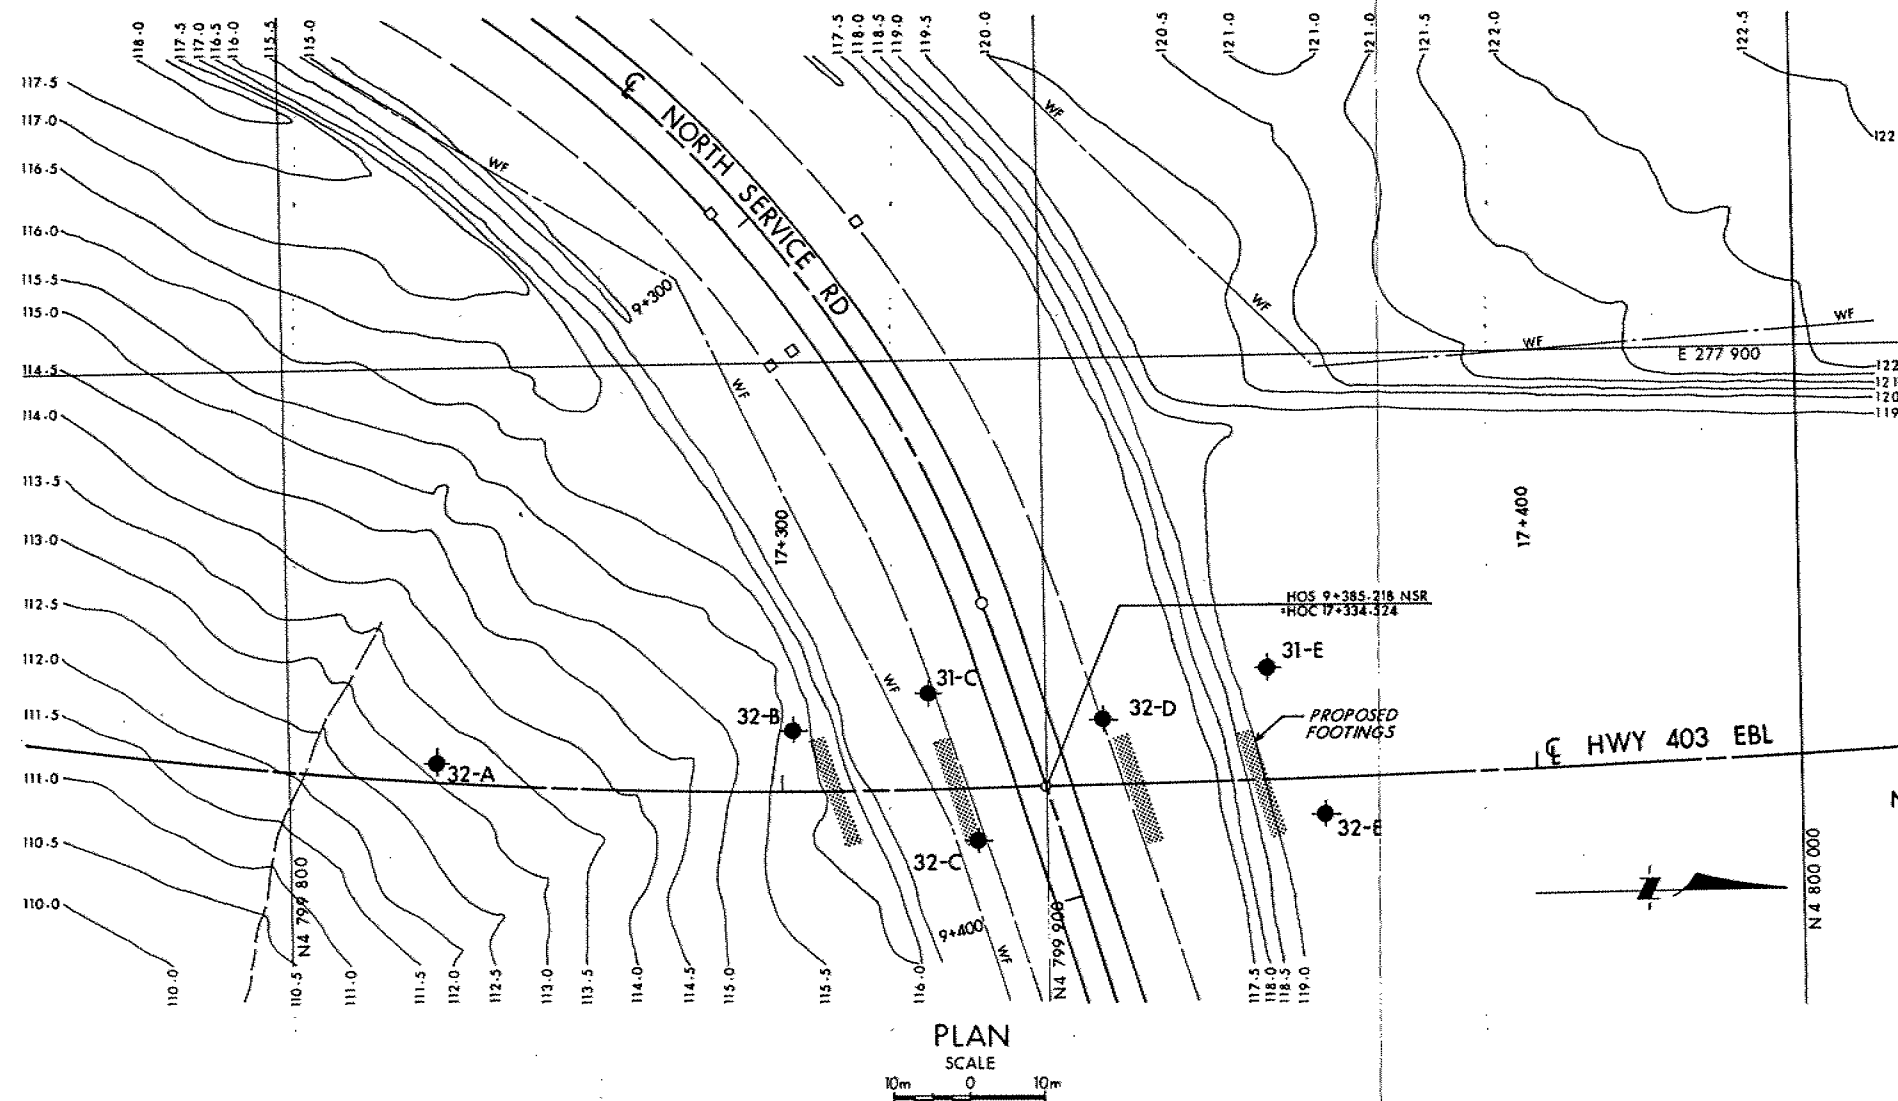 118.0
117.5
117.0
116.5
116.0
115.5
115.0
117.5
118.0
118.5
119.0
119.5
120.0
120.5
121.0
121.0
121.0
121.5
122.0
122.5
117.5
117.0
116.5
116.0
115.5
115.0
114.5
114.0
113.5
113.0
112.5
112.0
111.5
111.0
110.5
110.0
℄ NORTH SERVICE RD
WF
WF
WF
WF
WF
WF
WF
WF
9+300
E 277 900
122
122
121
120
119
17+300
17+400
HOS 9+385.218 NSR
=HOC 17+334.524
31-C
31-E
32-B
32-D
32-A
PROPOSED
FOOTINGS
℄ HWY 403 EBL
32-E
32-C
9+400
N4 799 800
N4 799 900
N 4 800 000
N
110.0
110.5
111.0
111.5
112.0
112.5
113.0
113.5
114.0
114.5
115.0
115.5
116.0
117.5
118.0
118.5
119.0
PLAN
SCALE
10m 0 10m